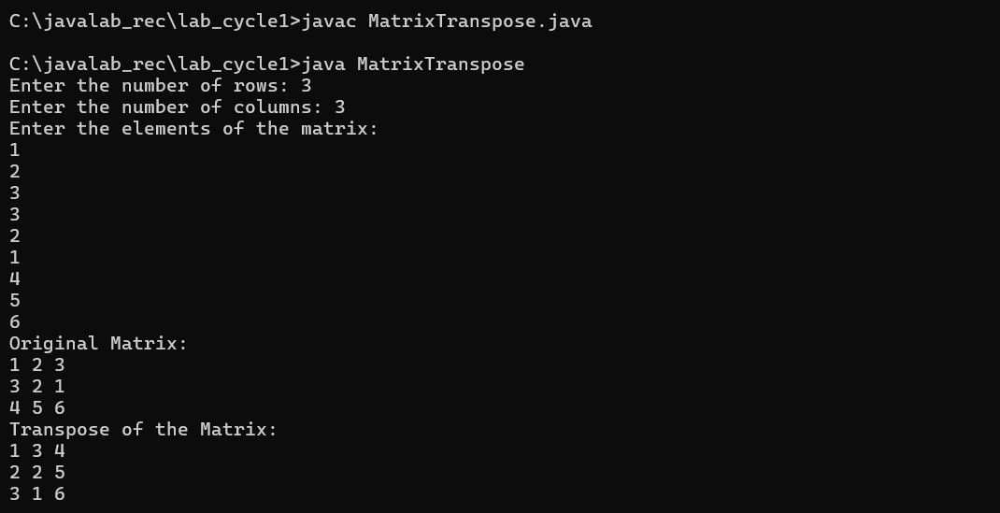 C:\javalab_rec\lab_cycle1>javac MatrixTranspose.java
C:\javalab_rec\lab_cycle1>java MatrixTranspose
Enter the number of rows: 3
Enter the number of columns: 3
Enter the elements of the matrix:
1
2
3
3
2
1
4
5
6
Original Matrix:
1 2 3
3 2 1
4 5 6
Transpose of the Matrix:
1 3 4
2 2 5
3 1 6